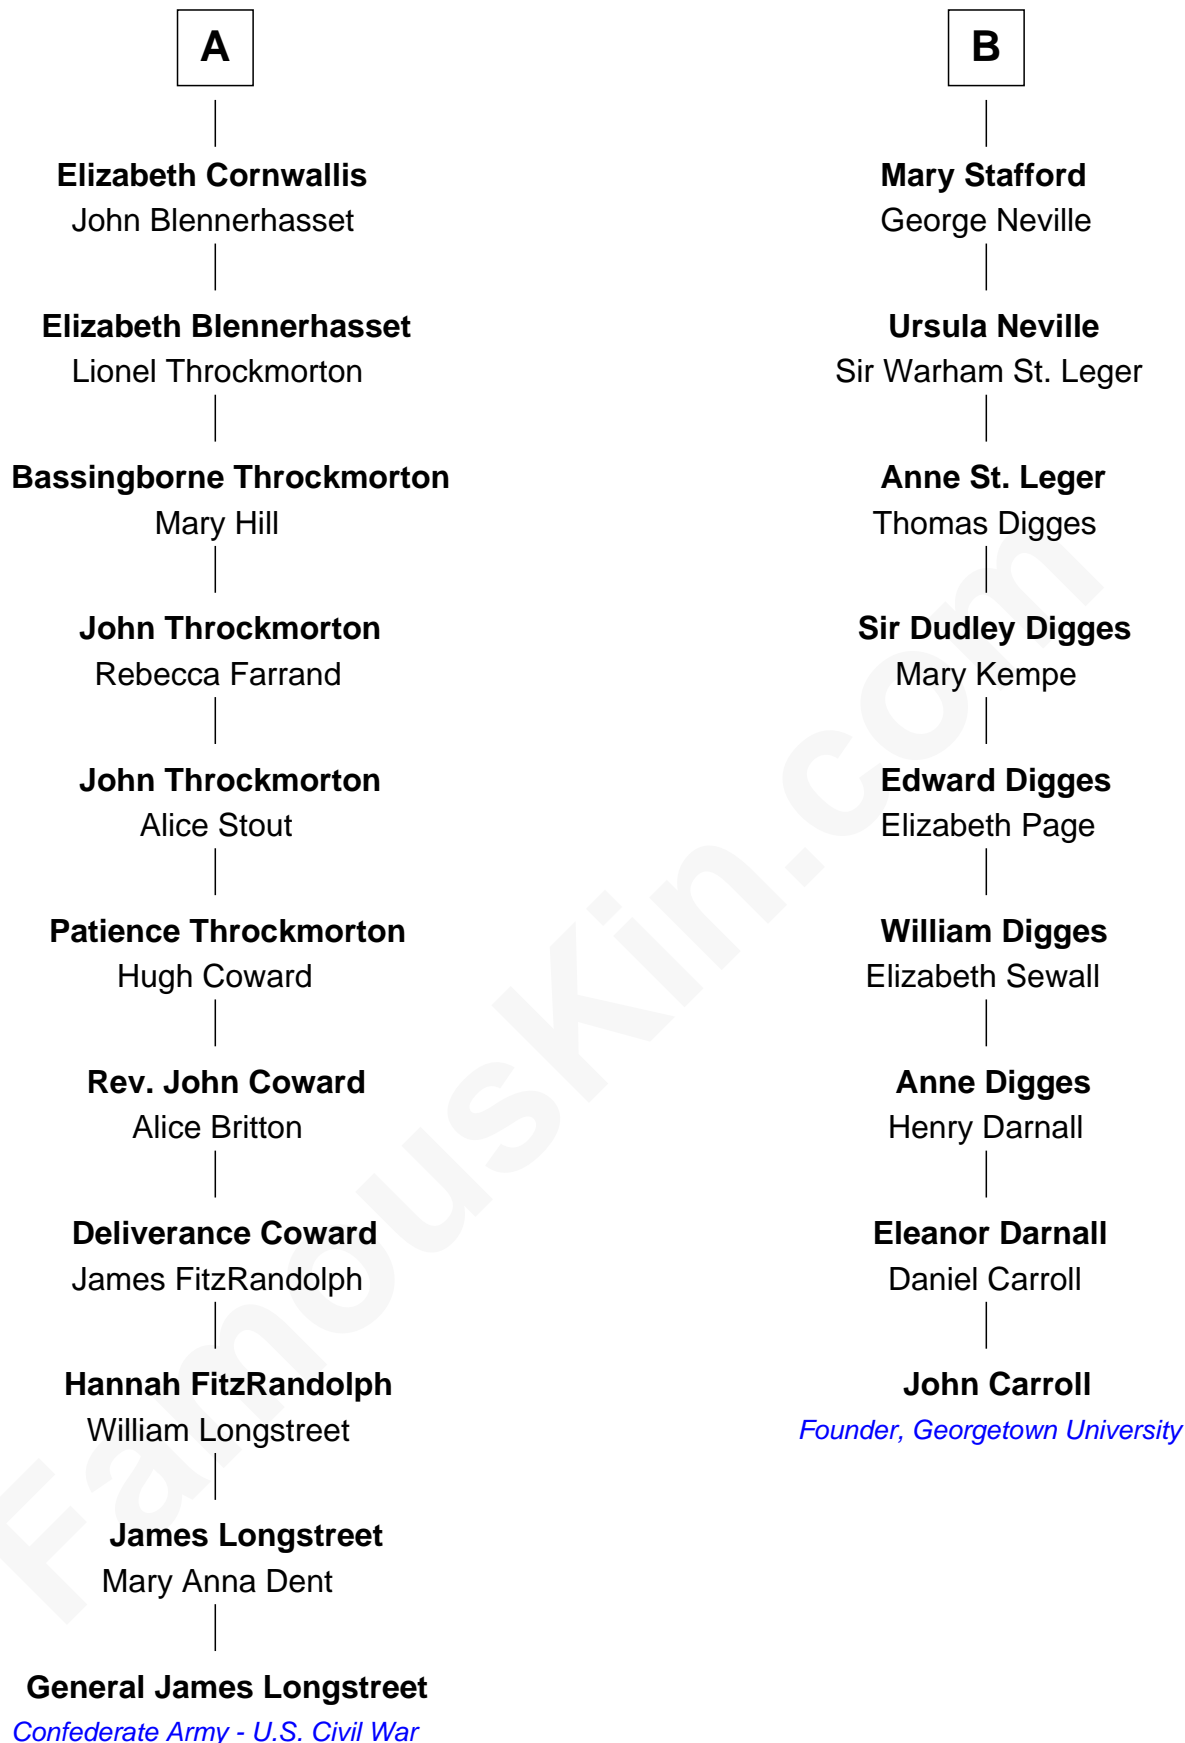 A
Elizabeth Cornwallis
John Blennerhasset
Elizabeth Blennerhasset
Lionel Throckmorton
Bassingborne Throckmorton
Mary Hill
John Throckmorton
Rebecca Farrand
John Throckmorton
Alice Stout
Patience Throckmorton
Hugh Coward
Rev. John Coward
Alice Britton
Deliverance Coward
James FitzRandolph
Hannah FitzRandolph
William Longstreet
James Longstreet
Mary Anna Dent
General James Longstreet
Confederate Army - U.S. Civil War
B
Mary Stafford
George Neville
Ursula Neville
Sir Warham St. Leger
Anne St. Leger
Thomas Digges
Sir Dudley Digges
Mary Kempe
Edward Digges
Elizabeth Page
William Digges
Elizabeth Sewall
Anne Digges
Henry Darnall
Eleanor Darnall
Daniel Carroll
John Carroll
Founder, Georgetown University
FamousKin.com